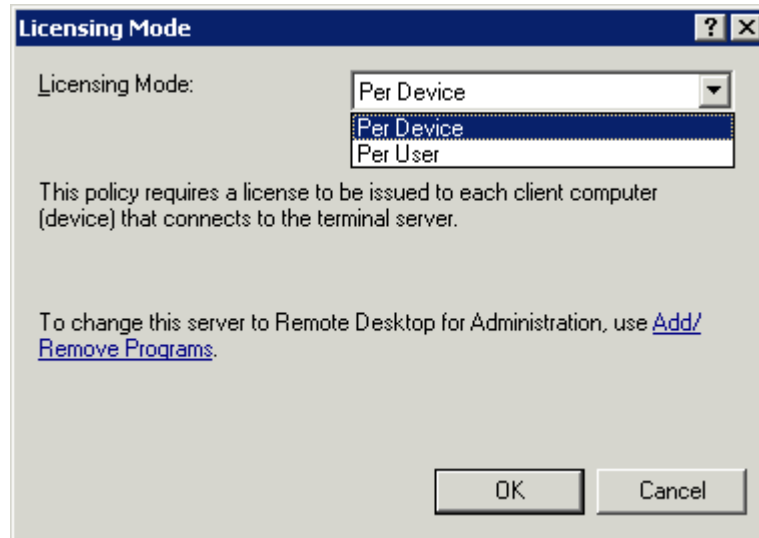 Licensing Mode
Licensing Mode:
Per Device
Per Device
Per User
This policy requires a license to be issued to each client computer
(device) that connects to the terminal server.
To change this server to Remote Desktop for Administration, use Add/
Remove Programs.
OK
Cancel